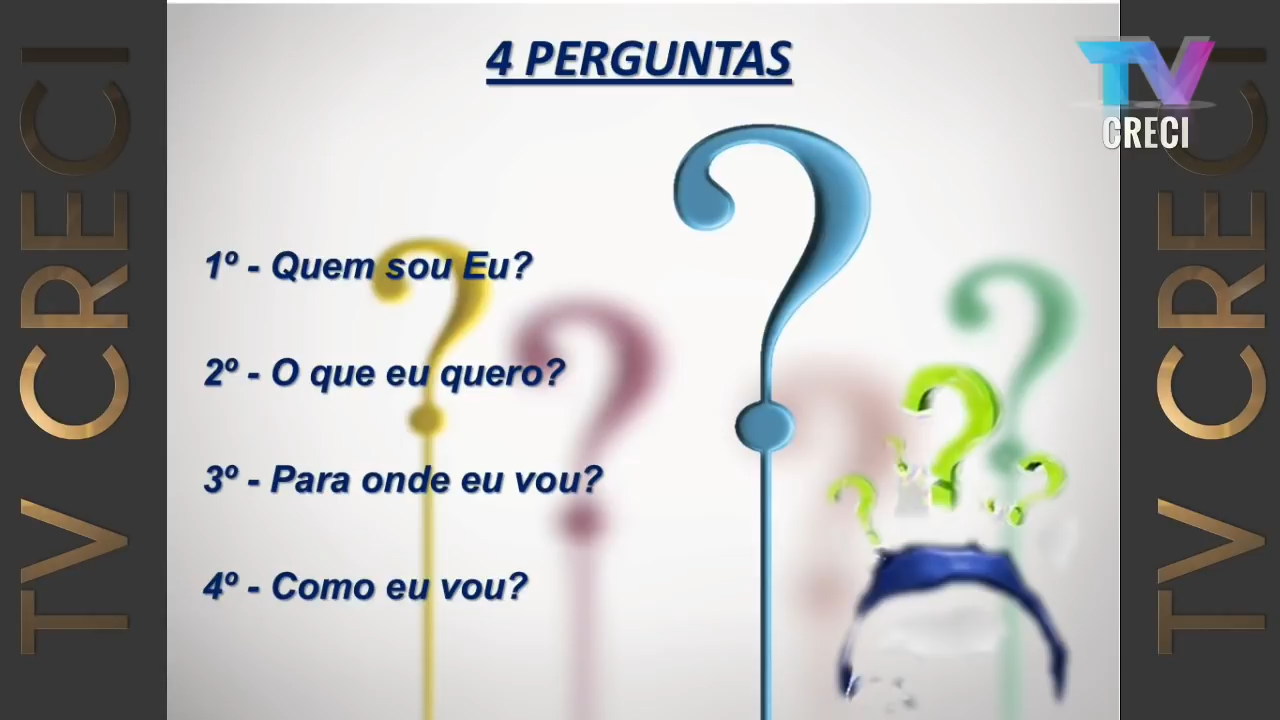 4 PERGUNTAS
TV
CRECI
1º - Quem sou Eu?
2º - O que eu quero?
3º - Para onde eu vou?
4º - Como eu vou?
TV CRECI
TV CRECI